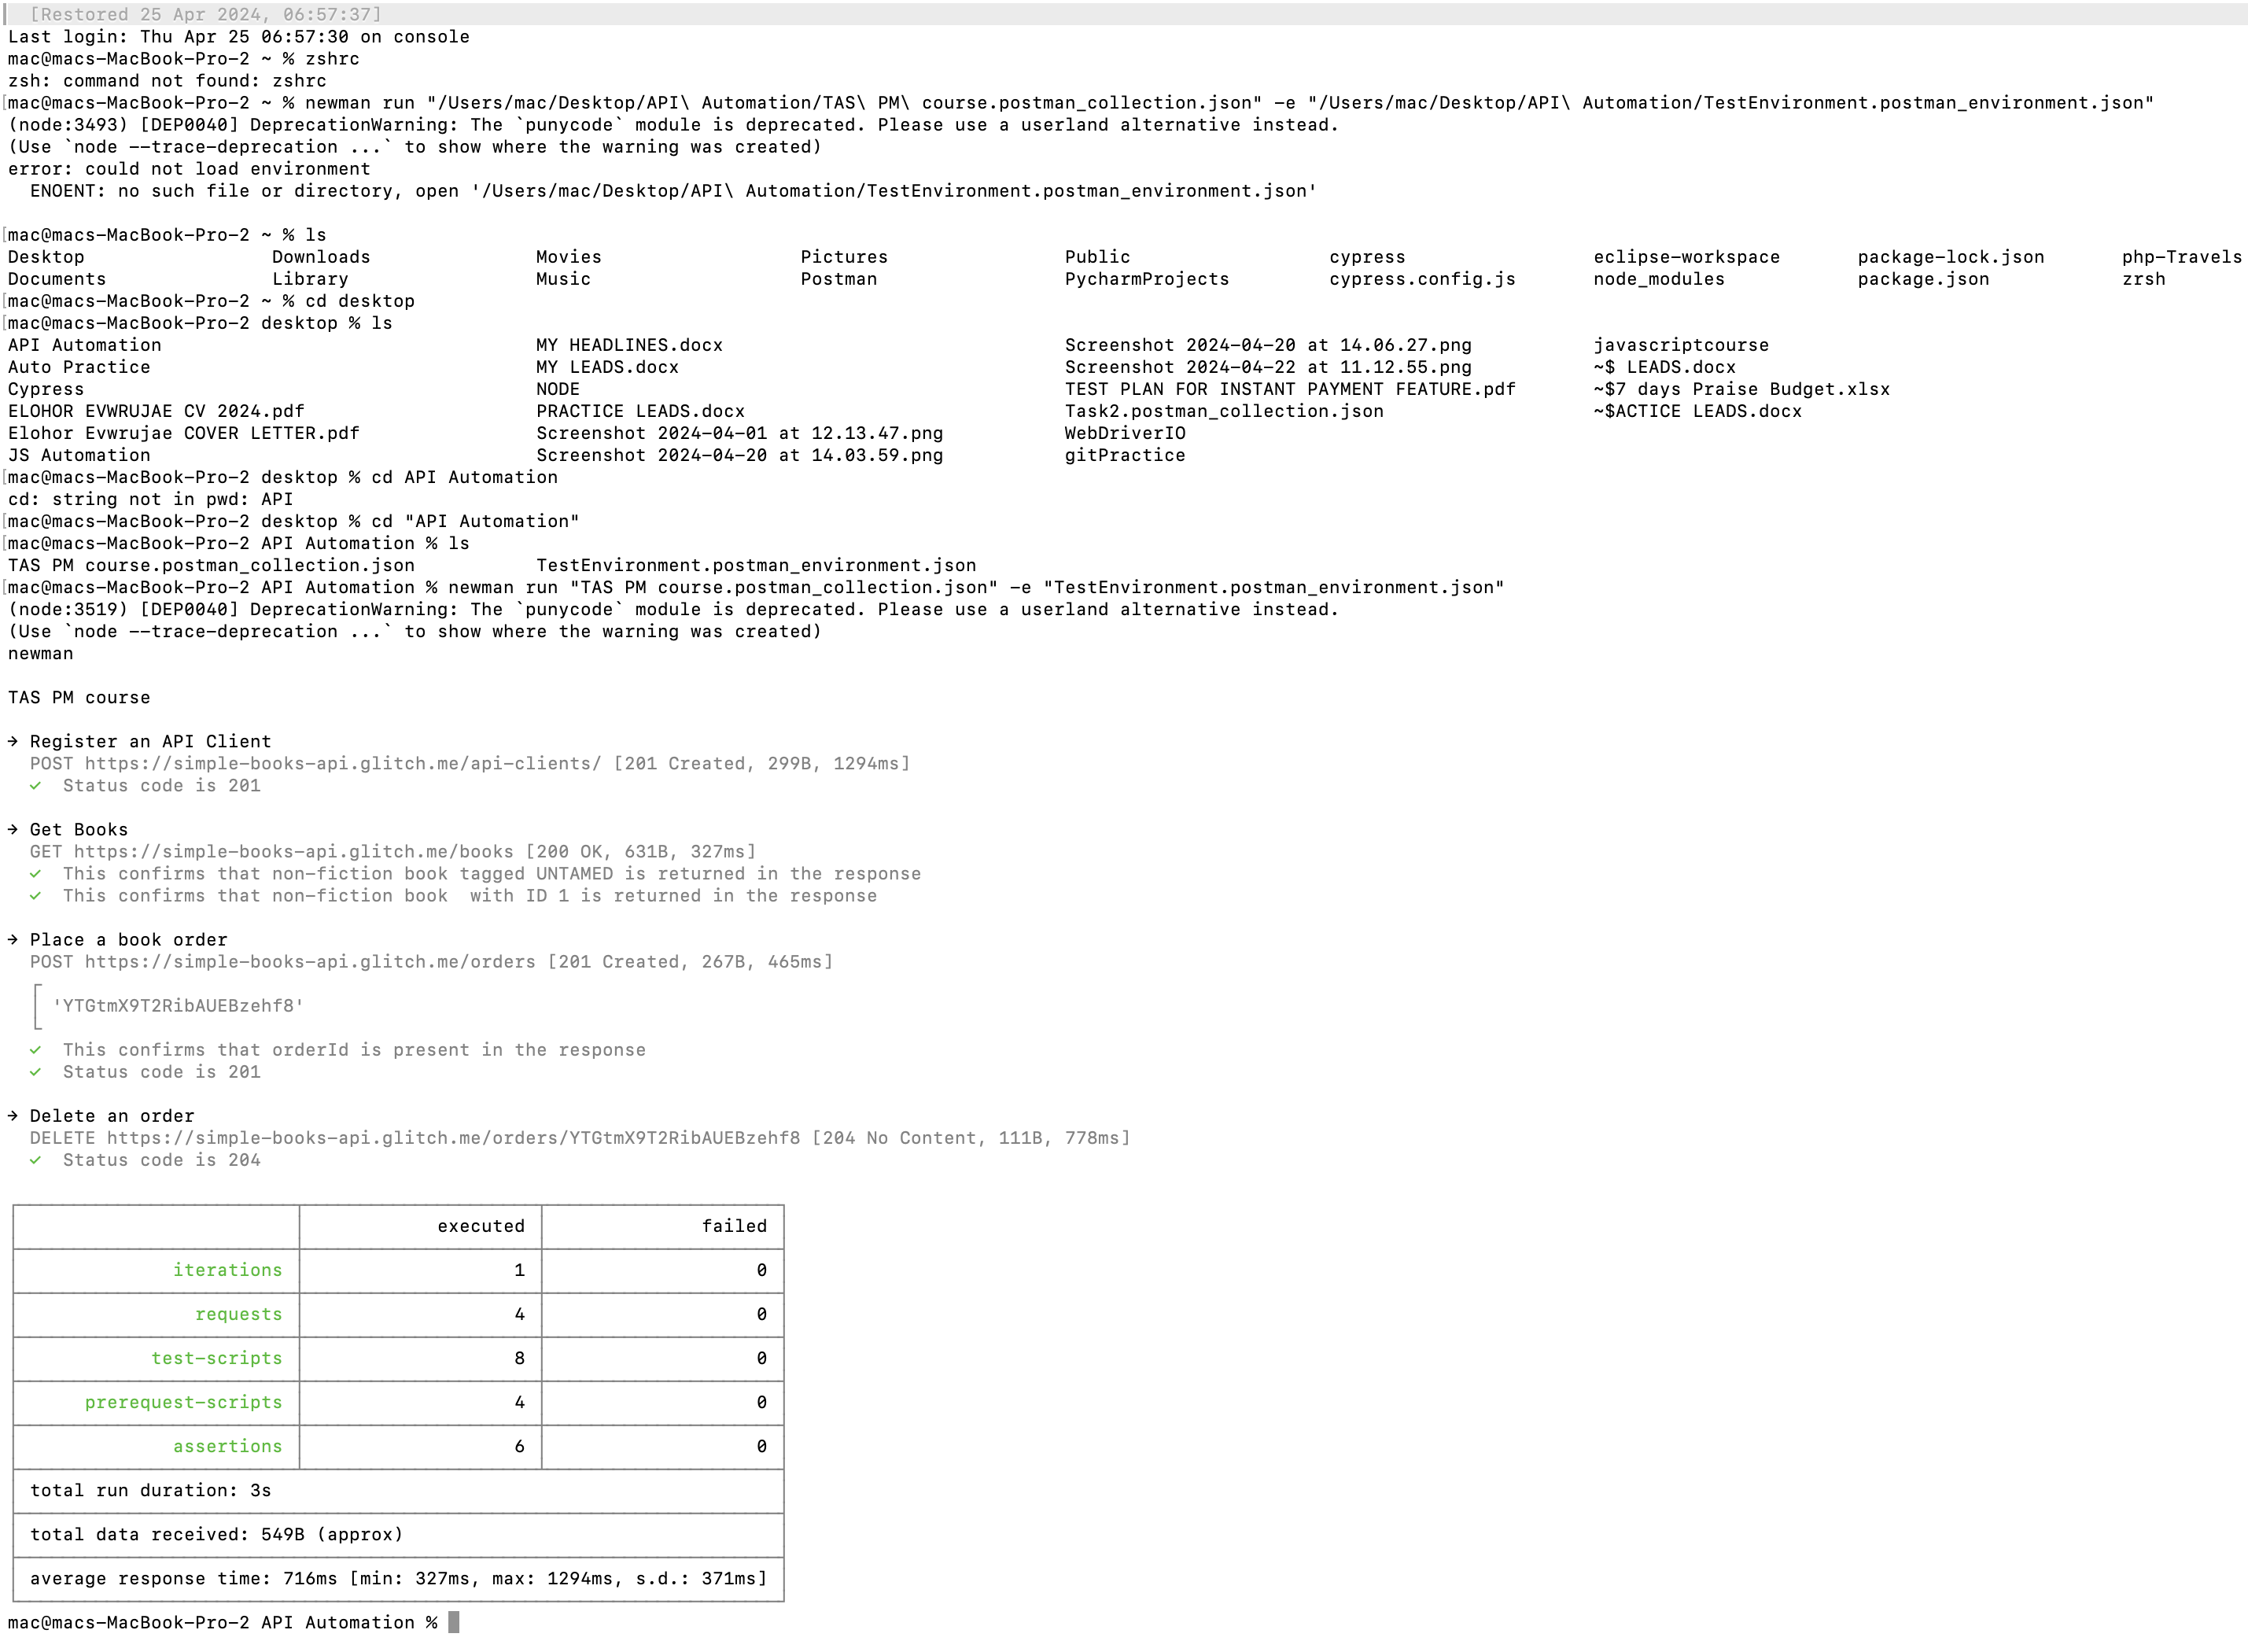 [Restored 25 Apr 2024, 06:57:37]
Last login: Thu Apr 25 06:57:30 on console
mac@macs-MacBook-Pro-2 ~ % zshrc
zsh: command not found: zshrc
[mac@macs-MacBook-Pro-2 ~ % newman run "/Users/mac/Desktop/API\ Automation/TAS\ PM\ course.postman_collection.json" -e "/Users/mac/Desktop/API\ Automation/TestEnvironment.postman_environment.json"
(node:3493) [DEP0040] DeprecationWarning: The `punycode` module is deprecated. Please use a userland alternative instead.
(Use `node --trace-deprecation ...` to show where the warning was created)
error: could not load environment
  ENOENT: no such file or directory, open '/Users/mac/Desktop/API\ Automation/TestEnvironment.postman_environment.json'
[mac@macs-MacBook-Pro-2 ~ % ls
Desktop Downloads Movies Pictures Public cypress eclipse-workspace package-lock.json php-Travels
Documents Library Music Postman PycharmProjects cypress.config.js node_modules package.json zrsh
[mac@macs-MacBook-Pro-2 ~ % cd desktop
[mac@macs-MacBook-Pro-2 desktop % ls
API Automation MY HEADLINES.docx Screenshot 2024-04-20 at 14.06.27.png javascriptcourse
Auto Practice MY LEADS.docx Screenshot 2024-04-22 at 11.12.55.png ~$ LEADS.docx
Cypress NODE TEST PLAN FOR INSTANT PAYMENT FEATURE.pdf ~$7 days Praise Budget.xlsx
ELOHOR EVWRUJAE CV 2024.pdf PRACTICE LEADS.docx Task2.postman_collection.json ~$ACTICE LEADS.docx
Elohor Evwrujae COVER LETTER.pdf Screenshot 2024-04-01 at 12.13.47.png WebDriverIO
JS Automation Screenshot 2024-04-20 at 14.03.59.png gitPractice
[mac@macs-MacBook-Pro-2 desktop % cd API Automation
cd: string not in pwd: API
[mac@macs-MacBook-Pro-2 desktop % cd "API Automation"
[mac@macs-MacBook-Pro-2 API Automation % ls
TAS PM course.postman_collection.json TestEnvironment.postman_environment.json
[mac@macs-MacBook-Pro-2 API Automation % newman run "TAS PM course.postman_collection.json" -e "TestEnvironment.postman_environment.json"
(node:3519) [DEP0040] DeprecationWarning: The `punycode` module is deprecated. Please use a userland alternative instead.
(Use `node --trace-deprecation ...` to show where the warning was created)
newman
TAS PM course
→ Register an API Client
POST https://simple-books-api.glitch.me/api-clients/ [201 Created, 299B, 1294ms]
✓ Status code is 201
→ Get Books
GET https://simple-books-api.glitch.me/books [200 OK, 631B, 327ms]
✓ This confirms that non-fiction book tagged UNTAMED is returned in the response
✓ This confirms that non-fiction book  with ID 1 is returned in the response
→ Place a book order
POST https://simple-books-api.glitch.me/orders [201 Created, 267B, 465ms]
'YTGtmX9T2RibAUEBzehf8'
✓ This confirms that orderId is present in the response
✓ Status code is 201
→ Delete an order
DELETE https://simple-books-api.glitch.me/orders/YTGtmX9T2RibAUEBzehf8 [204 No Content, 111B, 778ms]
✓ Status code is 204
executed failed
iterations 1 0
requests 4 0
test-scripts 8 0
prerequest-scripts 4 0
assertions 6 0
total run duration: 3s
total data received: 549B (approx)
average response time: 716ms [min: 327ms, max: 1294ms, s.d.: 371ms]
mac@macs-MacBook-Pro-2 API Automation %